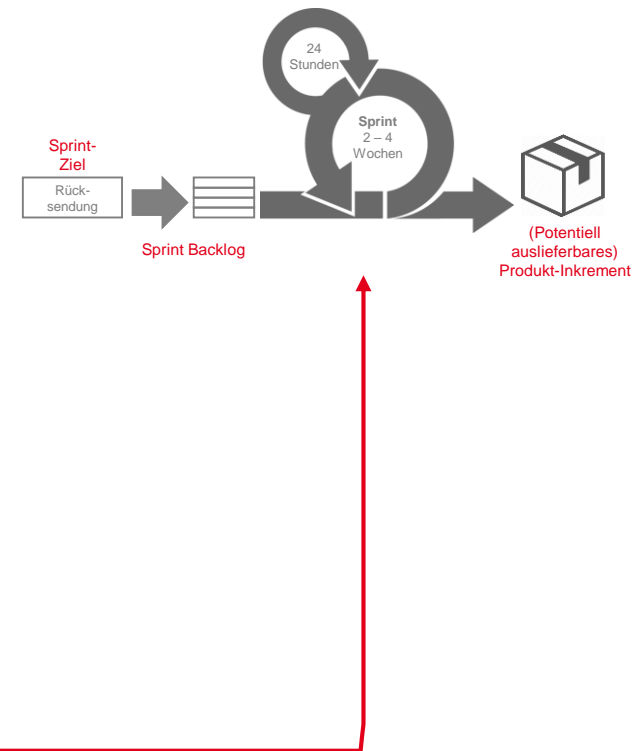 24
Stunden
Sprint
2 – 4
Wochen
Sprint-
Ziel
Rück-
sendung
Sprint Backlog
(Potentiell
auslieferbares)
Produkt-Inkrement